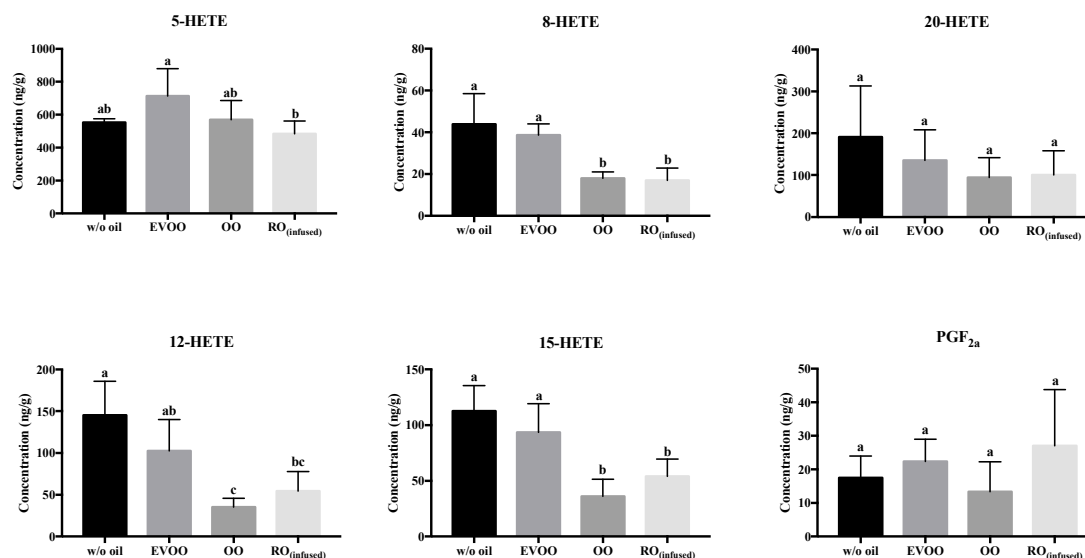 5-HETE
Concentration (ng/g)
1000
800
600
400
200
0
ab
a
ab
b
w/o oil EVOO OO RO(infused)
8-HETE
Concentration (ng/g)
80
60
40
20
0
a
a
b
b
w/o oil EVOO OO RO(infused)
20-HETE
Concentration (ng/g)
400
300
200
100
0
a
a
a
a
w/o oil EVOO OO RO(infused)
12-HETE
Concentration (ng/g)
200
150
100
50
0
a
ab
c
bc
w/o oil EVOO OO RO(infused)
15-HETE
Concentration (ng/g)
150
100
50
0
a
a
b
b
w/o oil EVOO OO RO(infused)
PGF2a
Concentration (ng/g)
50
40
30
20
10
0
a
a
a
a
w/o oil EVOO OO RO(infused)